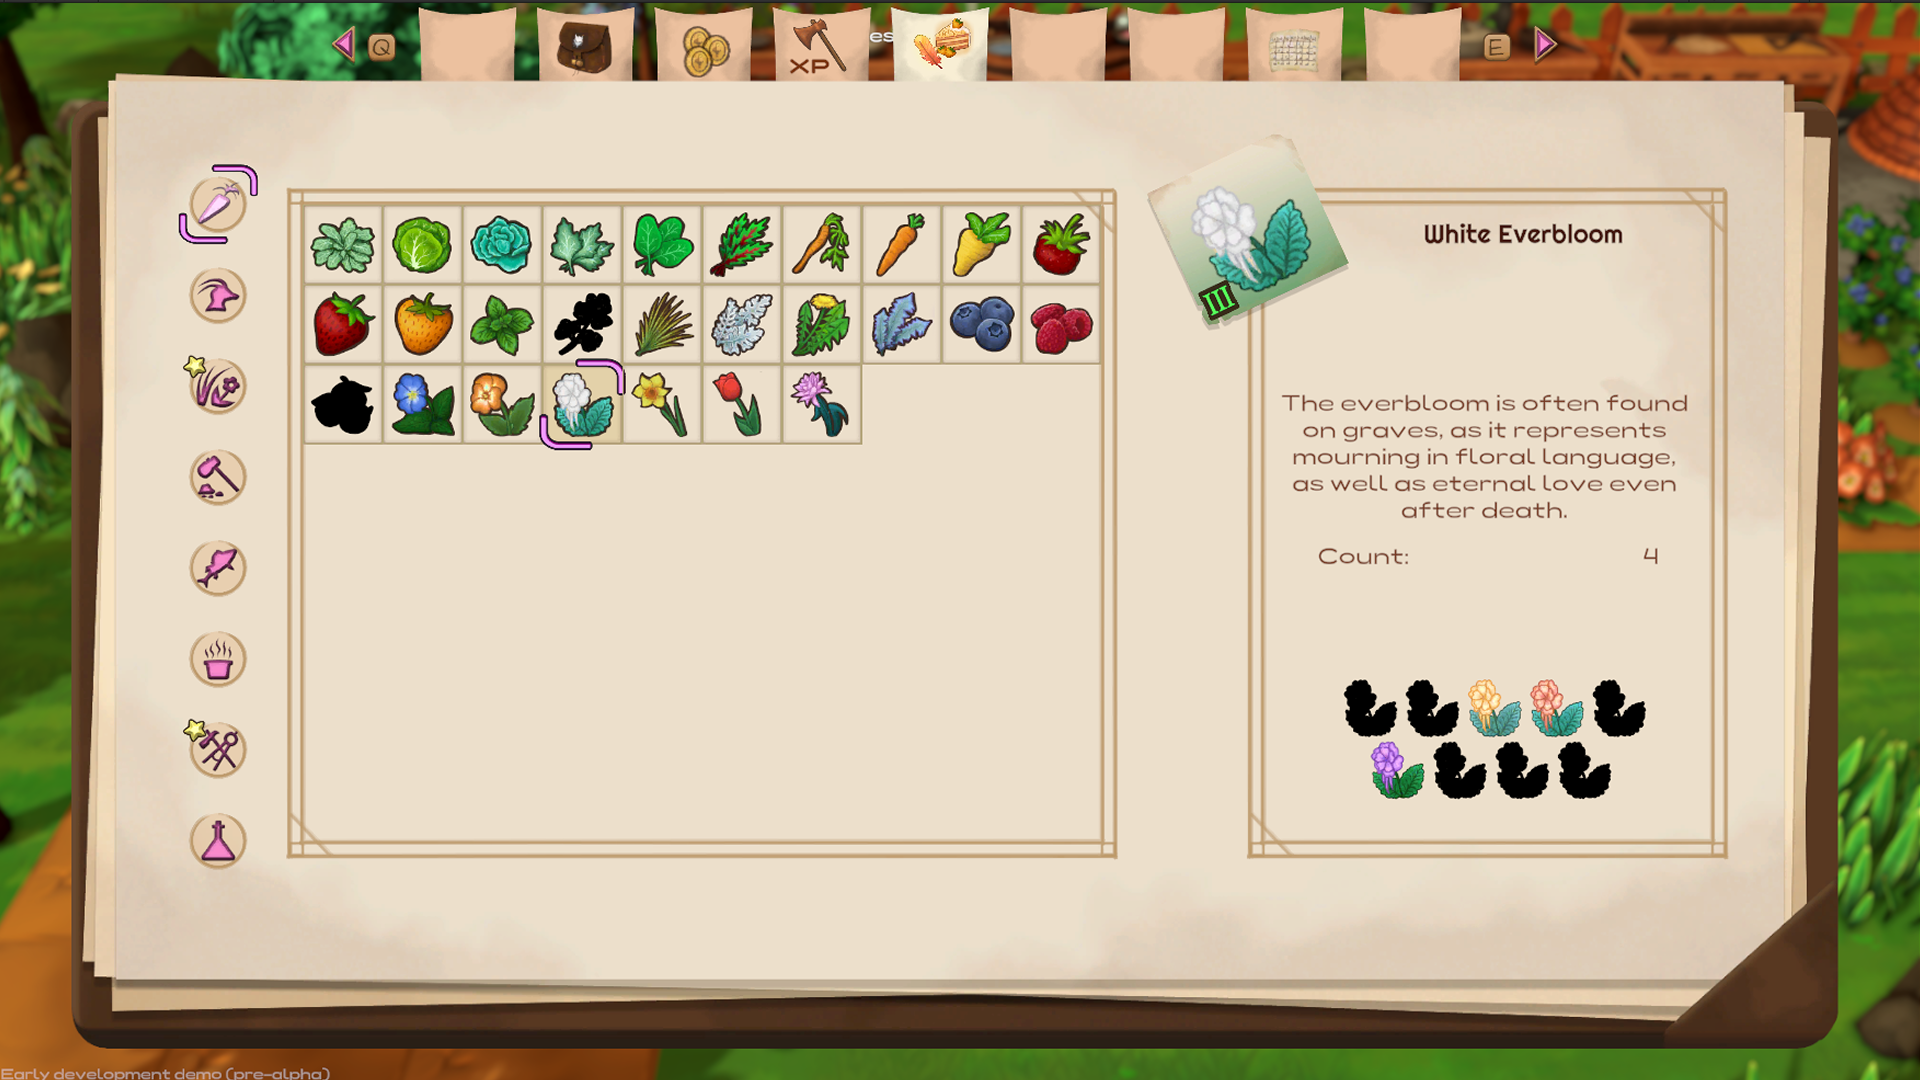 Q
XP
es
E
White Everbloom
III
The everbloom is often found
on graves, as it represents
mourning in floral language,
as well as eternal love even
after death.
Count: 4
Early development demo (pre-alpha)